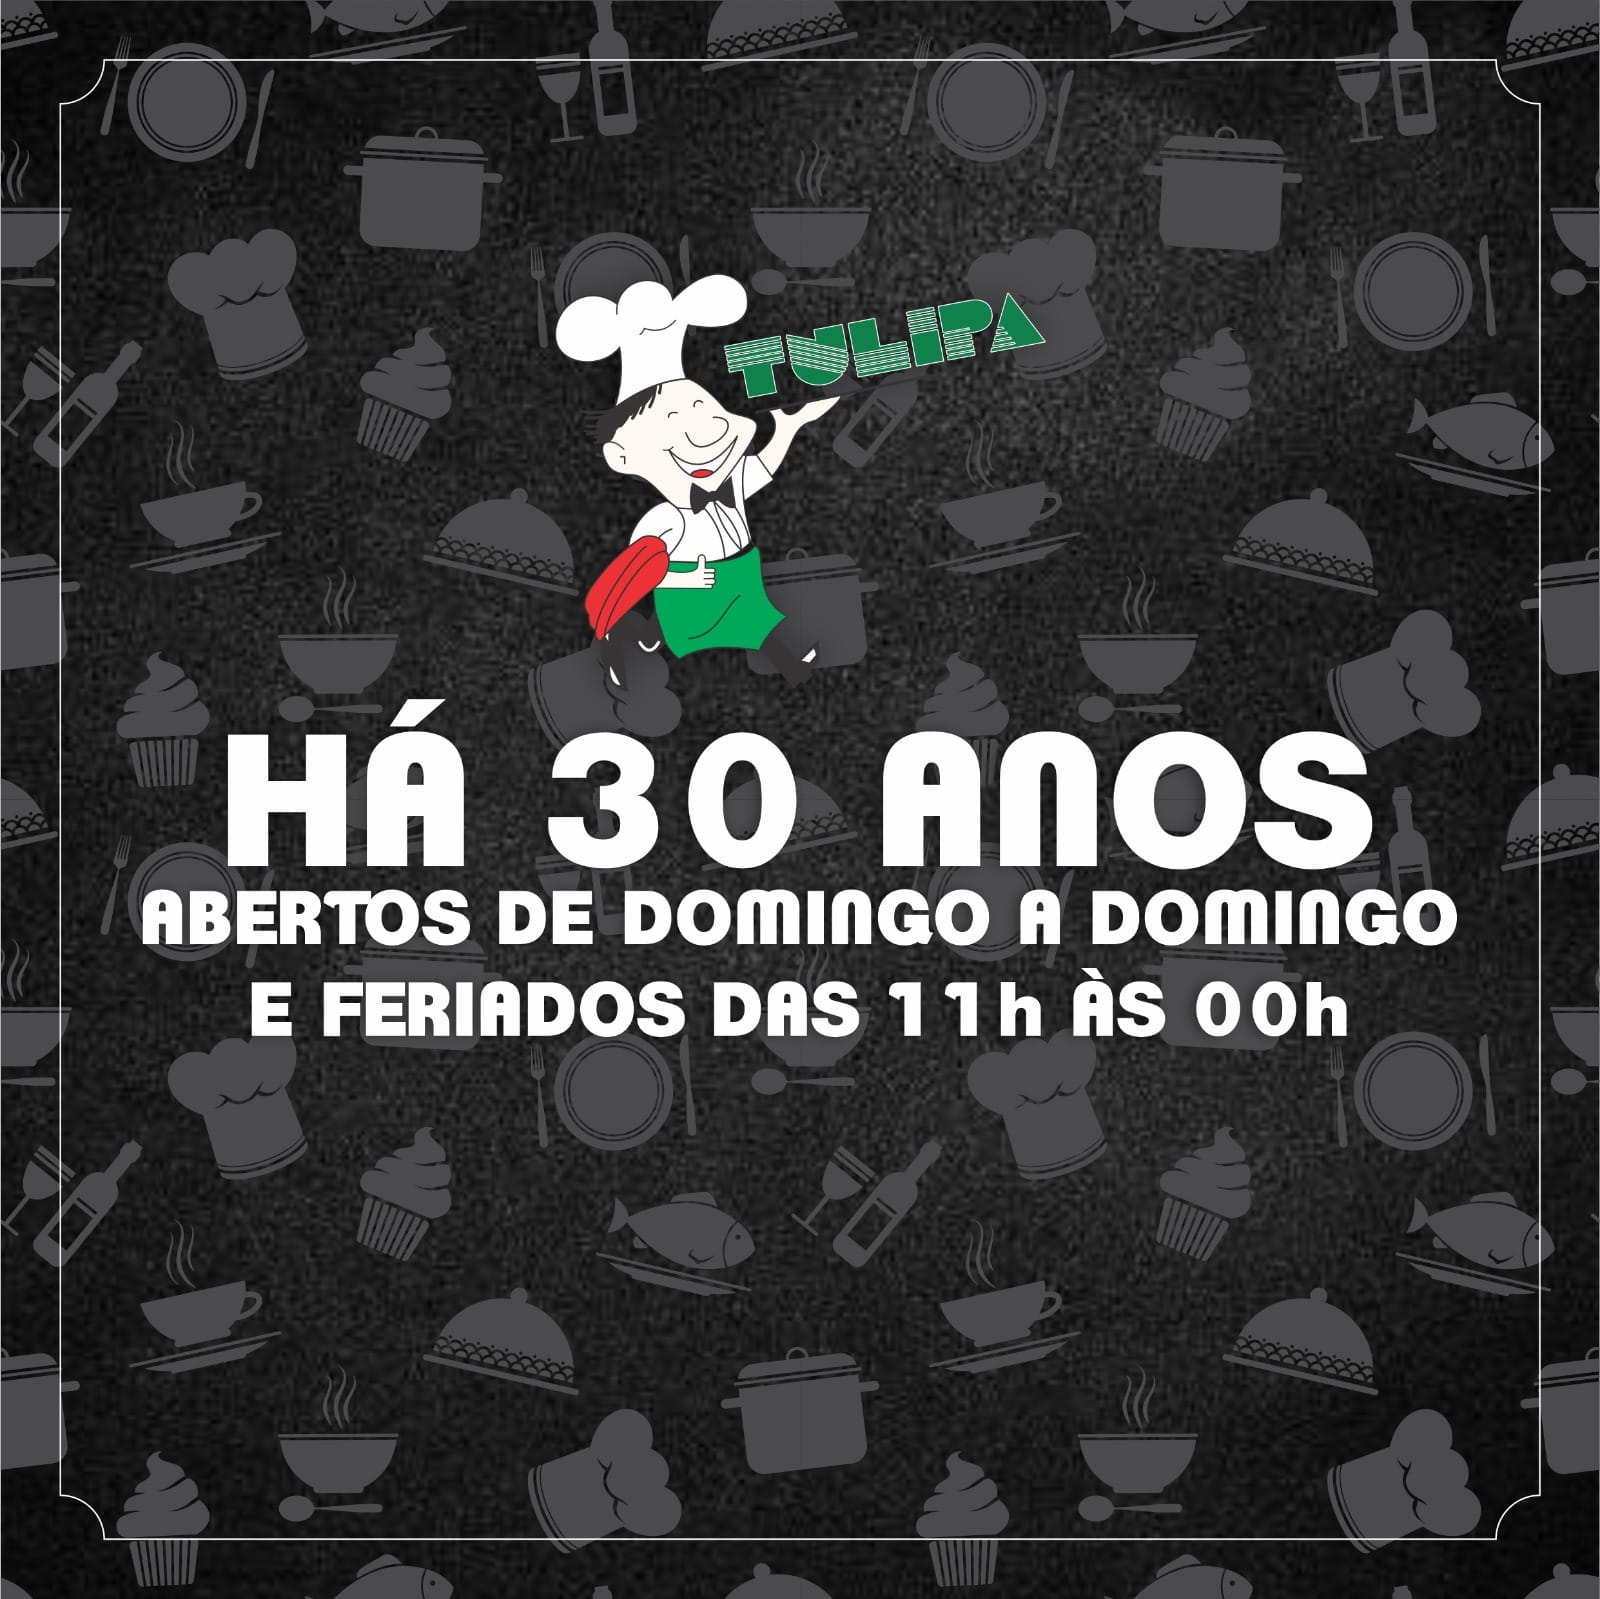 TULIPA
HÁ 30 ANOS
ABERTOS DE DOMINGO A DOMINGO
E FERIADOS DAS 11h ÀS 00h